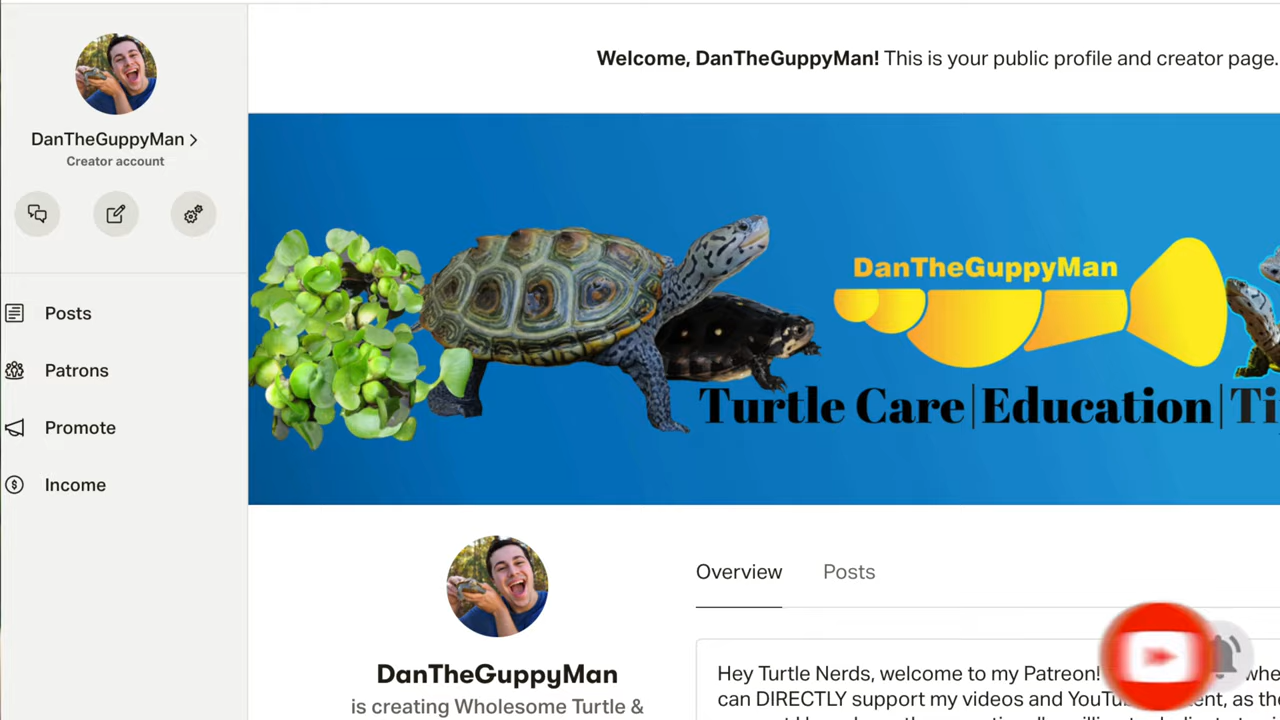 Welcome, DanTheGuppyMan! This is your public profile and creator page.
DanTheGuppyMan
Creator account
Posts
Patrons
Promote
Income
DanTheGuppyMan
Turtle Care|Education|
Overview
Posts
DanTheGuppyMan
is creating Wholesome Turtle &
Hey Turtle Nerds, welcome to my Patreon!
can DIRECTLY support my videos and
as